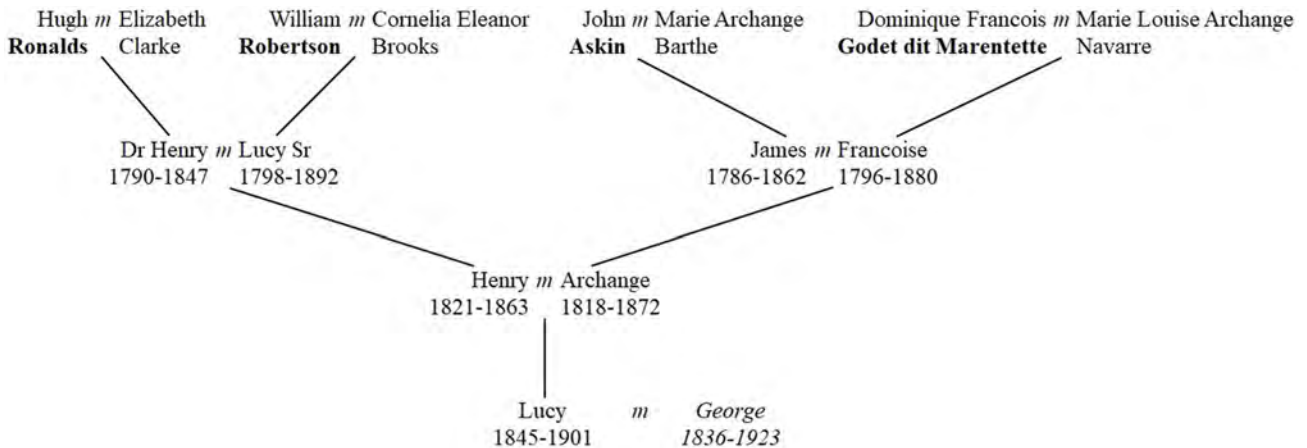 Hugh m Elizabeth William m Cornelia Eleanor John m Marie Archange Dominique Francois m Marie Louise Archange
Ronalds Clarke Robertson Brooks Askin Barthe Godet dit Marentette Navarre
Dr Henry m Lucy Sr James m Francoise
1790-1847 1798-1892 1786-1862 1796-1880
Henry m Archange
1821-1863 1818-1872
Lucy m George
1845-1901 1836-1923